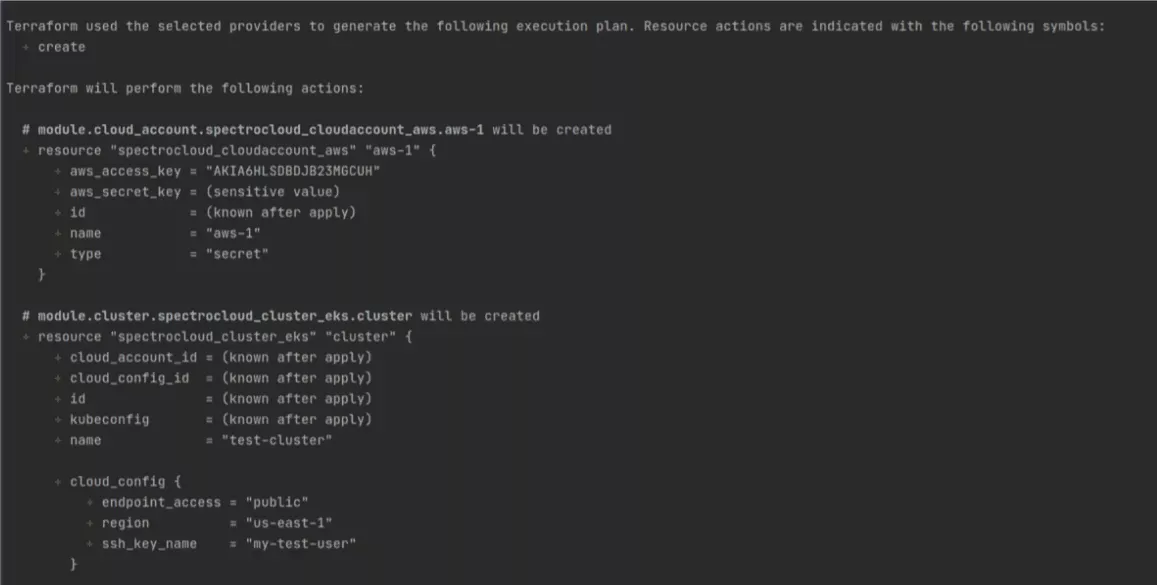 Terraform used the selected providers to generate the following execution plan. Resource actions are indicated with the following symbols:
  + create

Terraform will perform the following actions:

  # module.cloud_account.spectrocloud_cloudaccount_aws.aws-1 will be created
  + resource "spectrocloud_cloudaccount_aws" "aws-1" {
      + aws_access_key = "AKIA6HLSDBDJB23MGCUH"
      + aws_secret_key = (sensitive value)
      + id             = (known after apply)
      + name           = "aws-1"
      + type           = "secret"
    }

  # module.cluster.spectrocloud_cluster_eks.cluster will be created
  + resource "spectrocloud_cluster_eks" "cluster" {
      + cloud_account_id = (known after apply)
      + cloud_config_id  = (known after apply)
      + id               = (known after apply)
      + kubeconfig       = (known after apply)
      + name             = "test-cluster"

      + cloud_config {
          + endpoint_access = "public"
          + region          = "us-east-1"
          + ssh_key_name    = "my-test-user"
        }